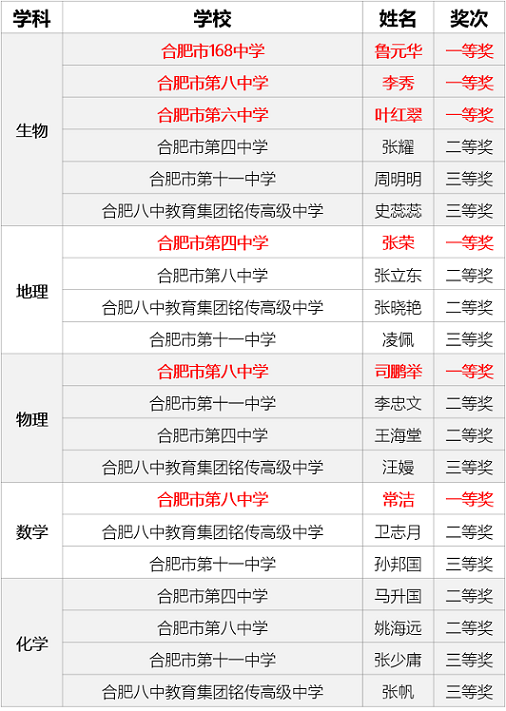 学科 学校 姓名 奖次
生物 合肥市168中学 鲁元华 一等奖
合肥市第八中学 李秀 一等奖
合肥市第六中学 叶红翠 一等奖
合肥市第四中学 张耀 二等奖
合肥市第十一中学 周明明 三等奖
合肥八中教育集团铭传高级中学 史蕊蕊 三等奖
地理 合肥市第四中学 张荣 一等奖
合肥市第八中学 张立东 二等奖
合肥八中教育集团铭传高级中学 张晓艳 二等奖
合肥市第十一中学 凌佩 三等奖
物理 合肥市第八中学 司鹏举 一等奖
合肥市第十一中学 李忠文 二等奖
合肥市第四中学 王海堂 二等奖
合肥八中教育集团铭传高级中学 汪嫚 三等奖
数学 合肥市第八中学 常洁 一等奖
合肥八中教育集团铭传高级中学 卫志月 二等奖
合肥市第十一中学 孙邦国 三等奖
化学 合肥市第四中学 马升国 二等奖
合肥市第八中学 姚海远 二等奖
合肥市第十一中学 张少庸 三等奖
合肥八中教育集团铭传高级中学 张帆 三等奖